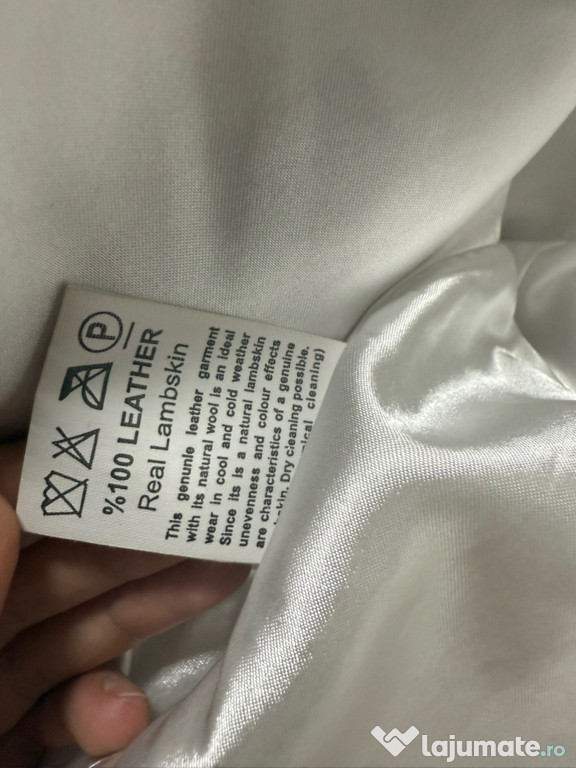 P
%100 LEATHER
Real Lambskin
This genunle leather garment
with its natural wool is an ideal
wear in cool and cold weather
Since its is a natural lambskin
unevenness and colour effects
are characteristics of a genuine
Dry cleaning possible.
cleaning)
lajumate.ro